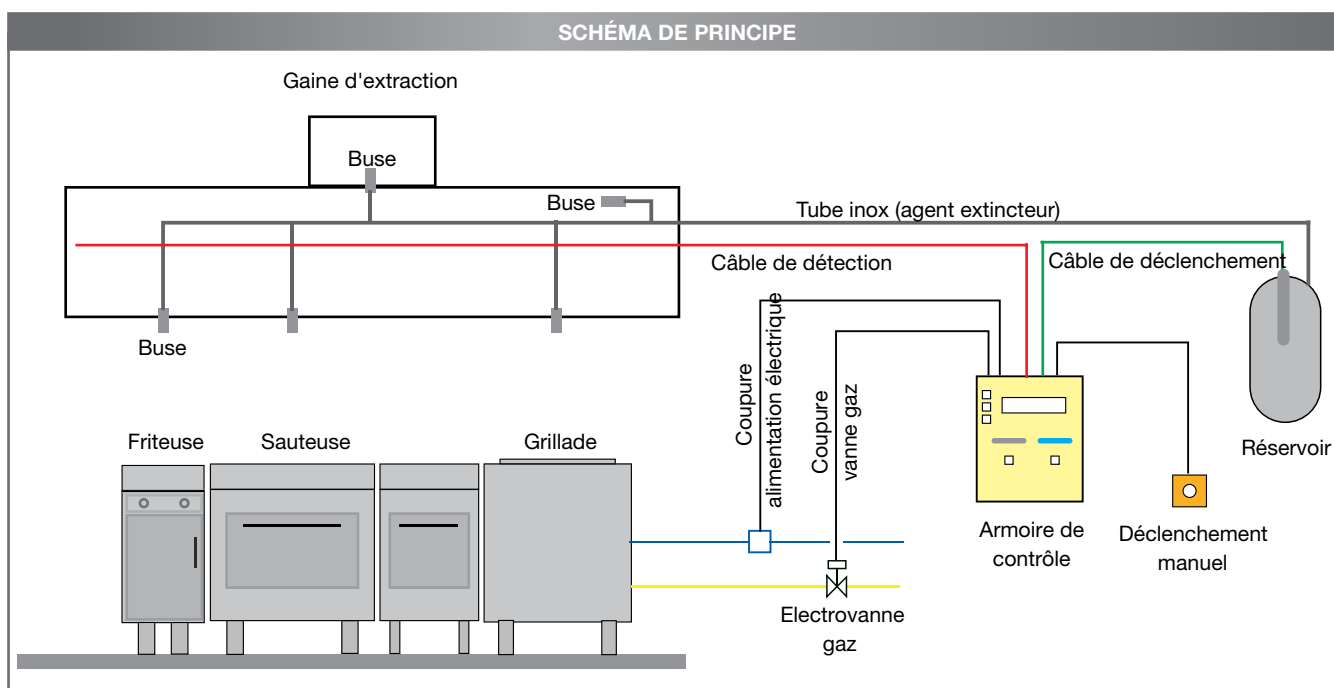 SCHÉMA DE PRINCIPE
Gaine d'extraction
Buse
Buse
Tube inox (agent extincteur)
Câble de détection
Câble de déclenchement
Buse
Coupure
alimentation électrique
Coupure
vanne gaz
Friteuse
Sauteuse
Grillade
Réservoir
Armoire de
contrôle
Déclenchement
manuel
Electrovanne
gaz